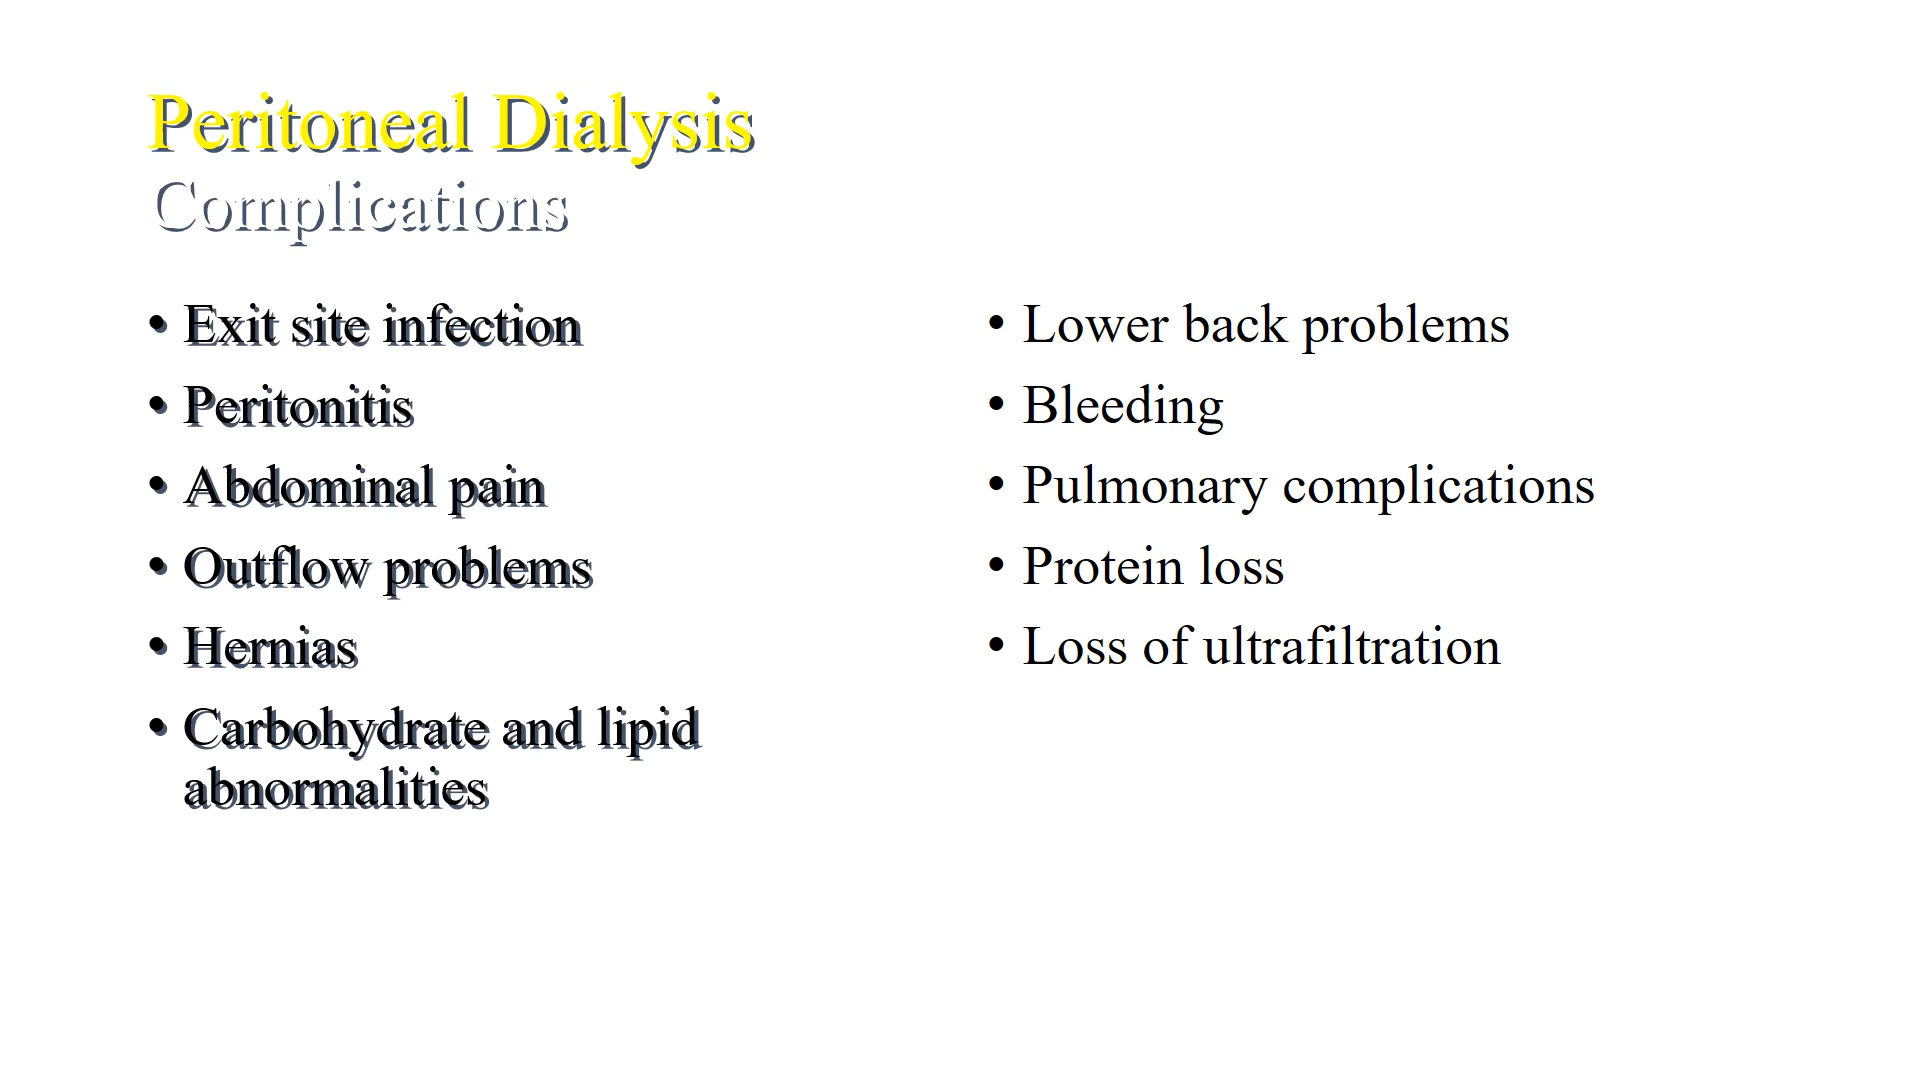 Peritoneal Dialysis
Complications
• Exit site infection
• Peritonitis
• Abdominal pain
• Outflow problems
• Hernias
• Carbohydrate and lipid
abnormalities
• Lower back problems
• Bleeding
• Pulmonary complications
• Protein loss
• Loss of ultrafiltration